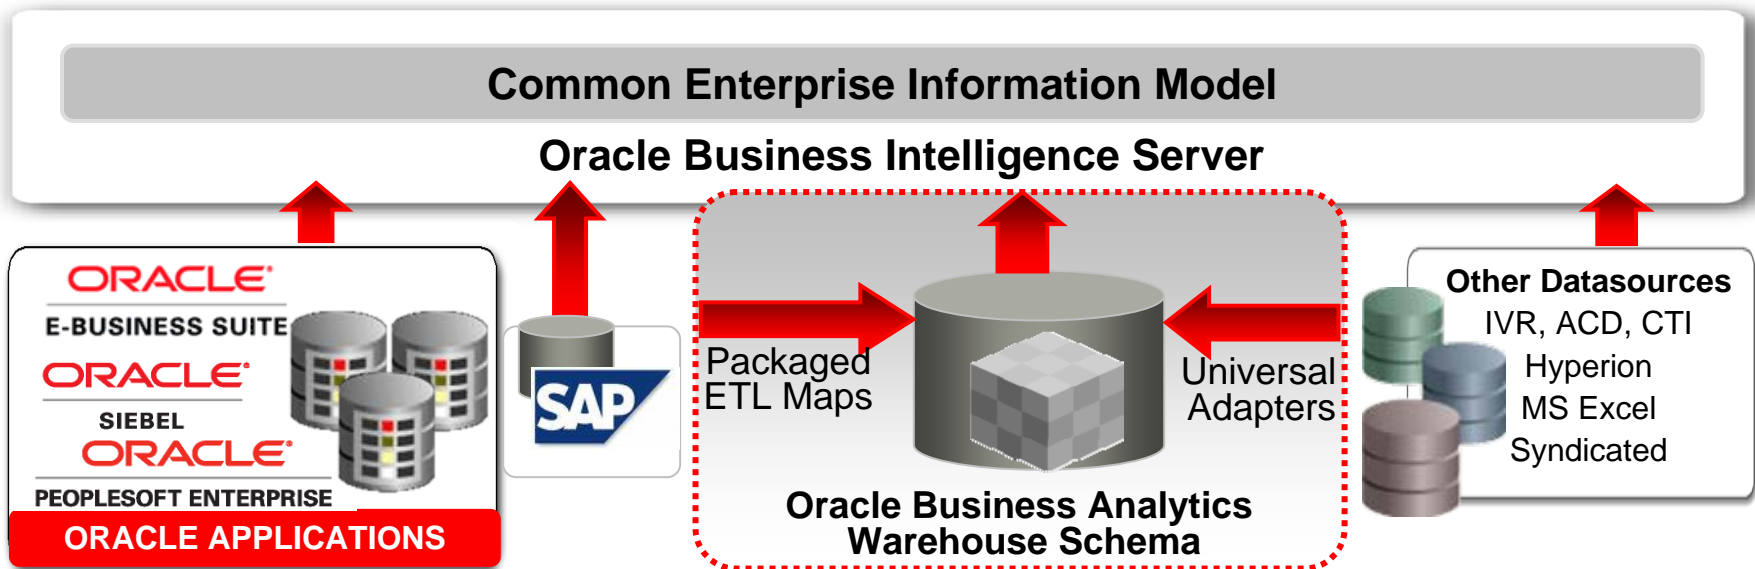 Common Enterprise Information Model
Oracle Business Intelligence Server
ORACLE
E-BUSINESS SUITE
ORACLE
SIEBEL
ORACLE
PEOPLESOFT ENTERPRISE
ORACLE APPLICATIONS
SAP
Packaged
ETL Maps
Universal
Adapters
Oracle Business Analytics
Warehouse Schema
Other Datasources
IVR, ACD, CTI
Hyperion
MS Excel
Syndicated